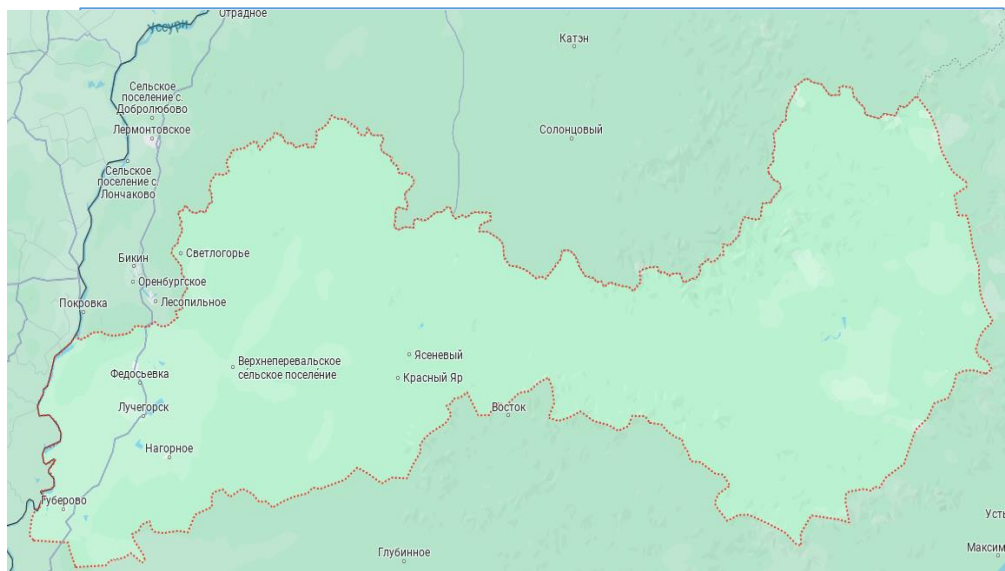 Отрадное
Уссури
Катэн
Сельское
поселение с.
Добролюбово
Лермонтовское
Солонцовый
Сельское
поселение с.
Лончаково
Светлогорье
Бикин
Оренбургское
Покровка
Лесопильное
Ясеневый
Верхнеперевальское
сельское поселение
Федосьевка
Красный Яр
Лучегорск
Восток
Нагорное
Губерово
Усть
Глубинное
Максим